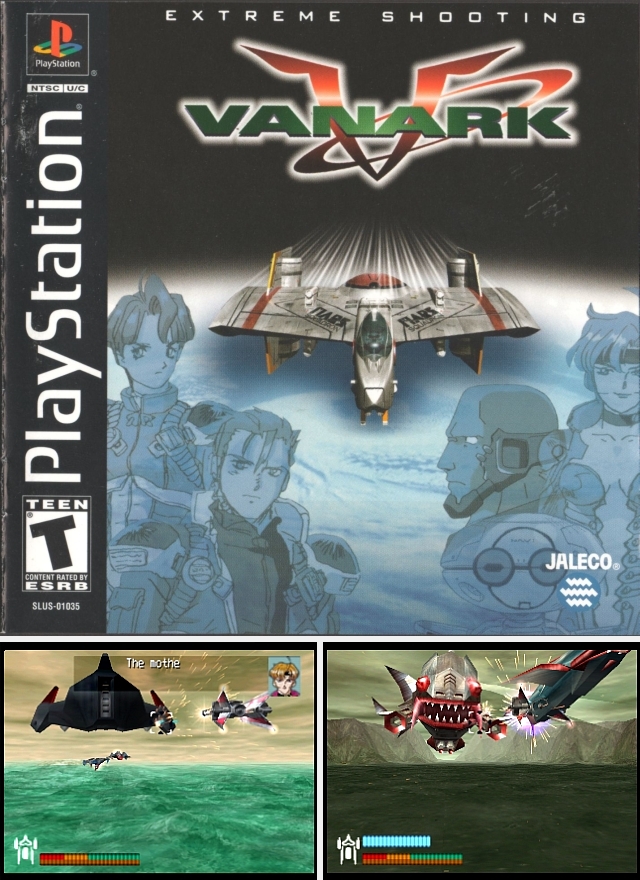 EXTREME SHOOTING
PlayStation
NTSC U/C
VANARK
PlayStation
TEEN
T
CONTENT RATED BY
ESRB
SLUS-01035
JALECO
The mothe